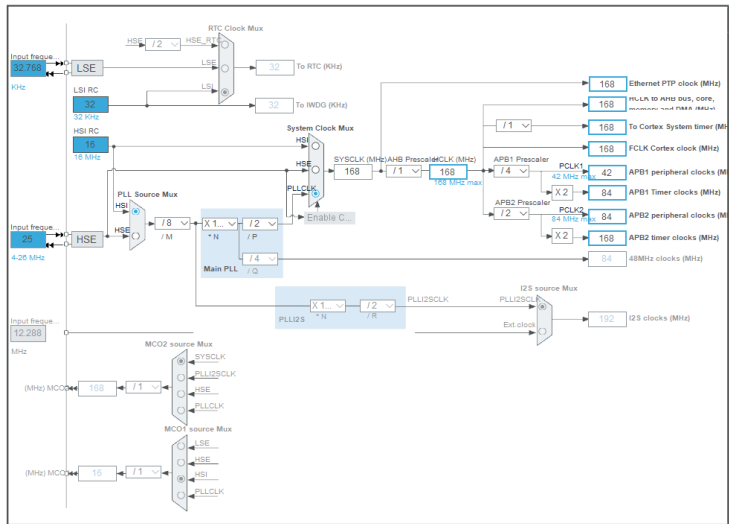 RTC Clock Mux
HSE
/ 2
HSE_RTC
Input freque...
32.768
KHz
LSE
LSE
32
To RTC (KHz)
LSI RC
32
32 KHz
LSI
32
To IWDG (KHz)
HSI RC
16
16 MHz
System Clock Mux
HSI
HSE
PLLCLK
Enable C...
SYSCLK (MHz)
168
AHB Prescaler
/ 1
HCLK (MHz)
168
168 MHz max
168
Ethernet PTP clock (MHz)
168
HCLK to AHB bus, core,
memory and DMA (MHz)
/ 1
168
To Cortex System timer (MH
168
FCLK Cortex clock (MHz)
APB1 Prescaler
/ 4
PCLK1
42 MHz max
42
APB1 peripheral clocks (M
X 2
84
APB1 Timer clocks (MHz)
APB2 Prescaler
/ 2
PCLK2
84 MHz max
84
APB2 peripheral clocks (M
X 2
168
APB2 timer clocks (MHz)
84
48MHz clocks (MHz)
PLL Source Mux
HSI
HSE
Input freque...
25
4-26 MHz
HSE
/ 8
/ M
X 1...
* N
/ 2
/ P
/ 4
/ Q
Main PLL
X 1...
* N
/ 2
/ R
PLLI2S
PLLI2SCLK
I2S source Mux
PLLI2SCLK
Ext.clock
192
I2S clocks (MHz)
Input freque...
12.288
MHz
MCO2 source Mux
SYSCLK
PLLI2SCLK
HSE
PLLCLK
(MHz) MCO
168
/ 1
MCO1 source Mux
LSE
HSE
HSI
PLLCLK
(MHz) MCO
16
/ 1